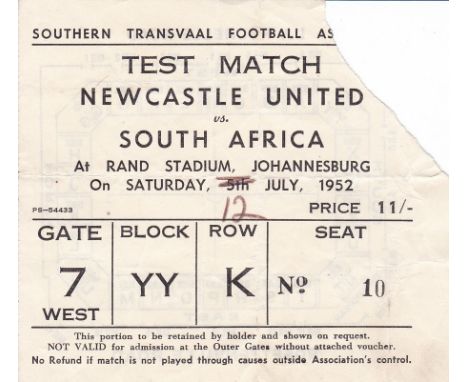 SOUTHERN TRANSVAAL FOOTBALL AS
TEST MATCH
NEWCASTLE UNITED
vs.
SOUTH AFRICA
At RAND STADIUM, JOHANNESBURG
On SATURDAY, 5th JULY, 1952
12
PS-54433 PRICE 11/-
GATE BLOCK ROW SEAT
7 YY K Nº 10
WEST
This portion to be retained by holder and shown on request.
NOT VALID for admission at the Outer Gates without attached voucher.
No Refund if match is not played through causes outside Association's control.